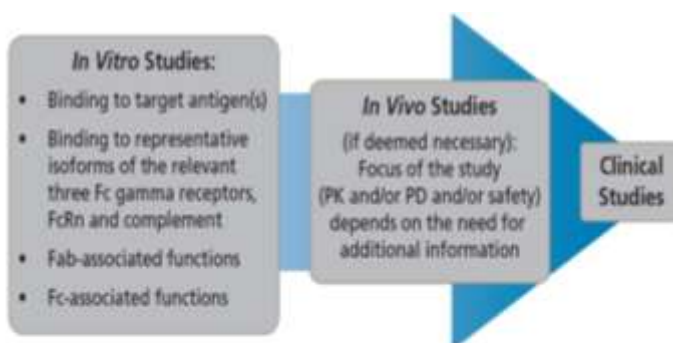 In Vitro Studies:
• Binding to target antigen(s)
• Binding to representative
isoforms of the relevant
three Fc gamma receptors,
FcRn and complement
• Fab-associated functions
• Fc-associated functions
In Vivo Studies
(if deemed necessary):
Focus of the study
(PK and/or PD and/or safety)
depends on the need for
additional information
Clinical
Studies